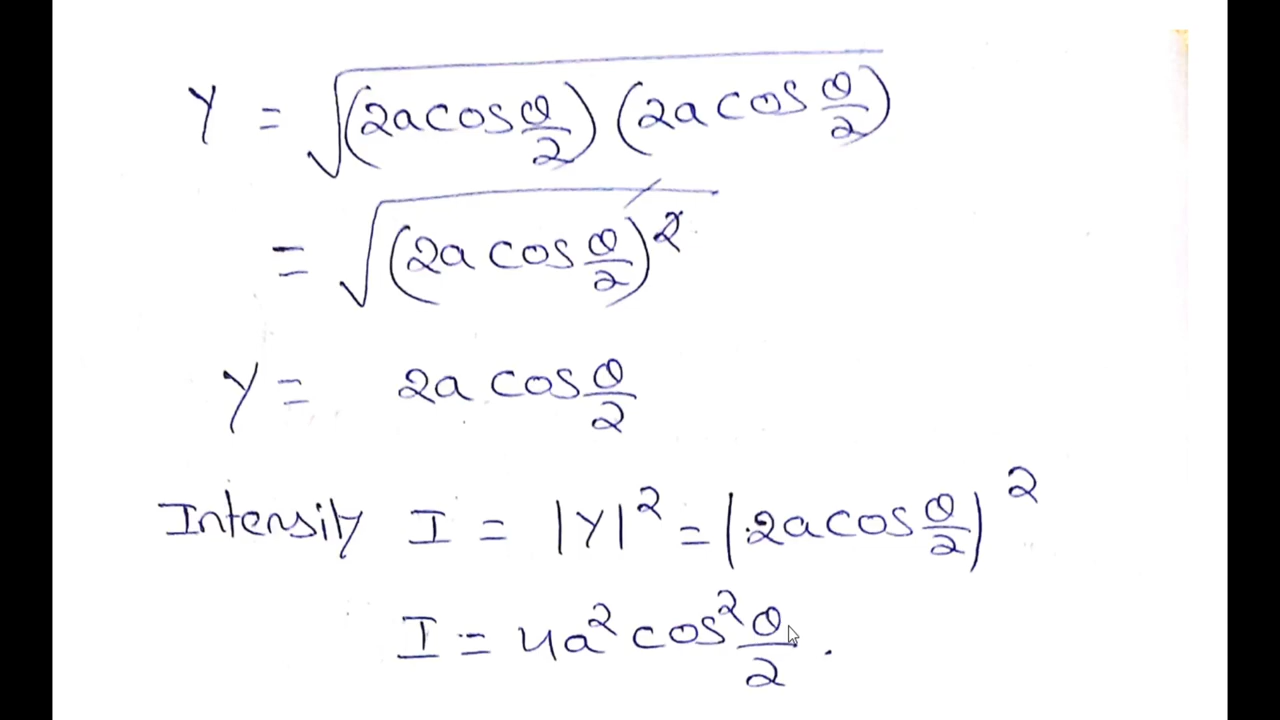 Y = √(2a cos θ/2) (2a cos θ/2)
= √(2a cos θ/2)²
Y = 2a cos θ/2
Intensity I = |Y|² = |2a cos θ/2|²
I = 4a² cos² θ/2 .